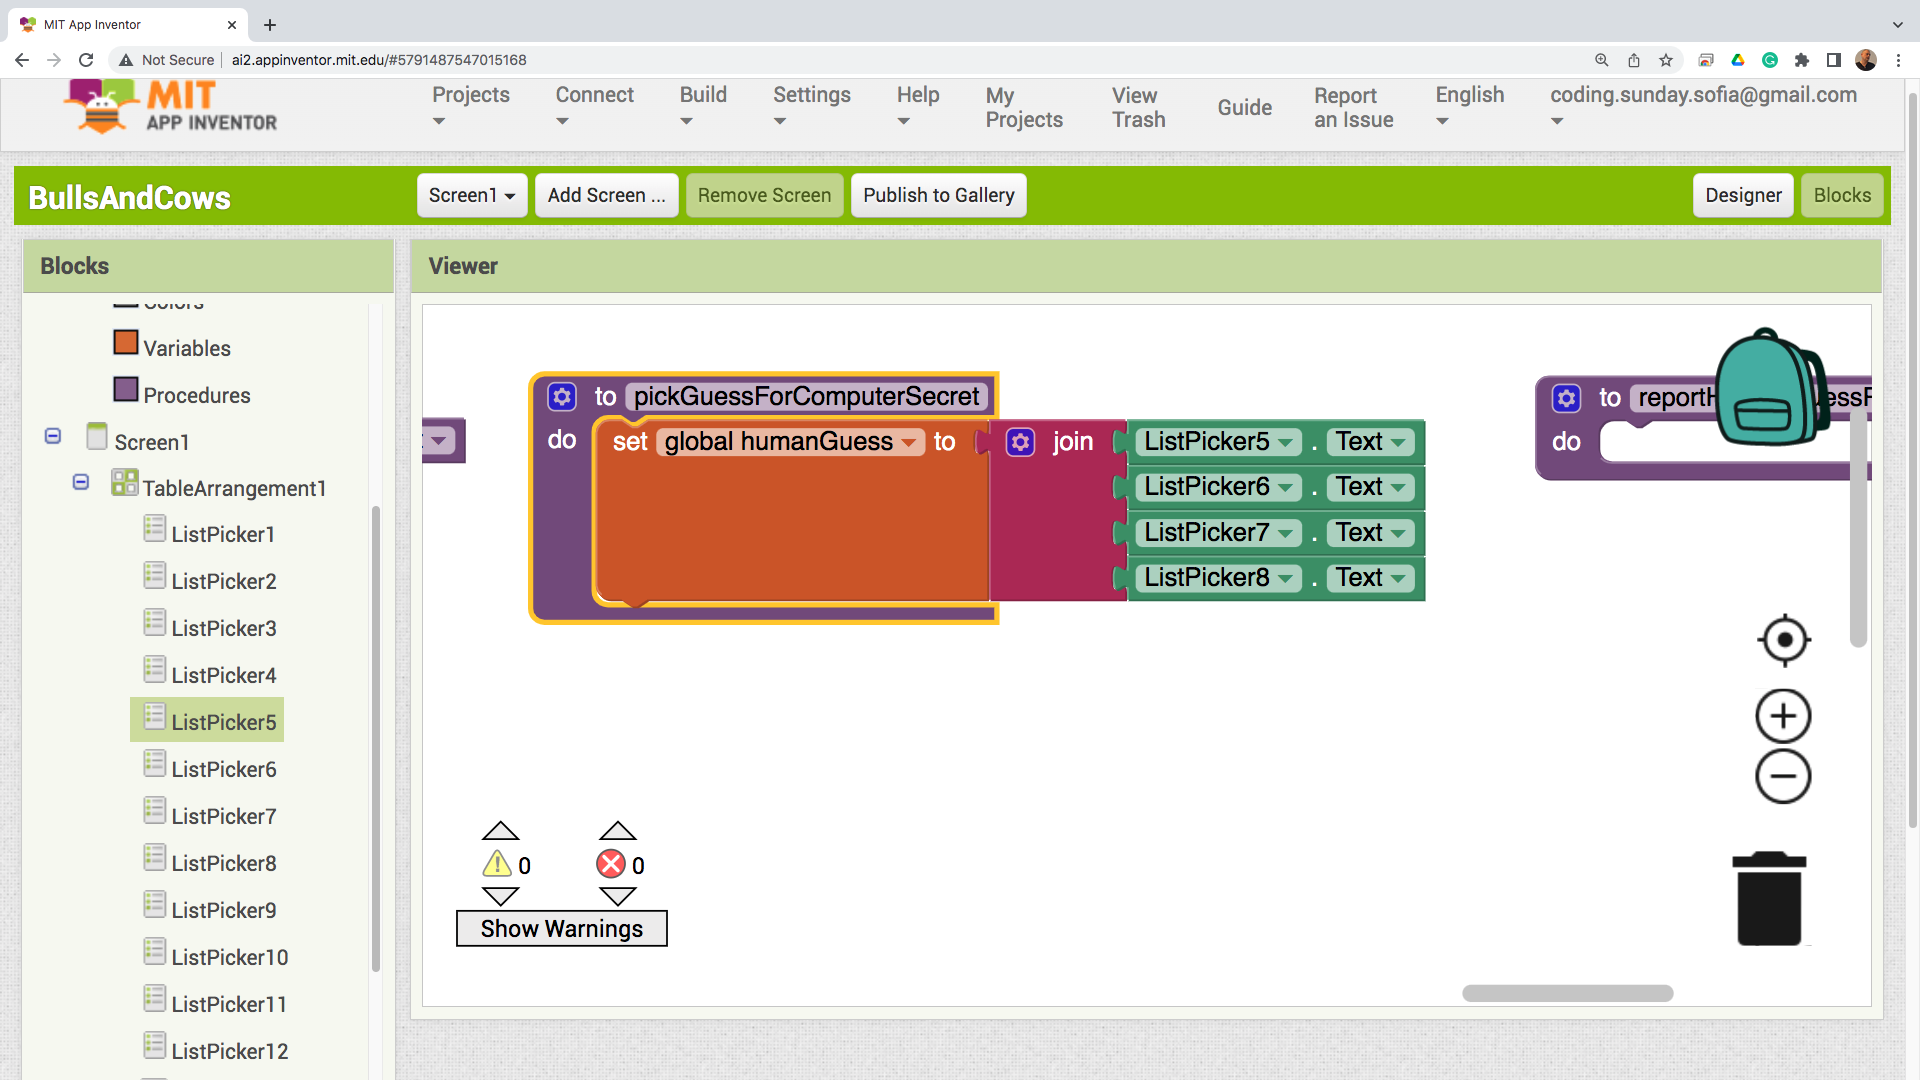 MIT App Inventor
Not Secure ai2.appinventor.mit.edu/#5791487547015168
MIT
APP INVENTOR
Projects
Connect
Build
Settings
Help
My Projects
View Trash
Guide
Report an Issue
English
coding.sunday.sofia@gmail.com
BullsAndCows
Screen1
Add Screen ...
Remove Screen
Publish to Gallery
Designer
Blocks
Blocks
Colors
Variables
Procedures
Screen1
TableArrangement1
ListPicker1
ListPicker2
ListPicker3
ListPicker4
ListPicker5
ListPicker6
ListPicker7
ListPicker8
ListPicker9
ListPicker10
ListPicker11
ListPicker12
Viewer
to pickGuessForComputerSecret
do set global humanGuess to join ListPicker5 . Text
ListPicker6 . Text
ListPicker7 . Text
ListPicker8 . Text
to
do
0
0
Show Warnings